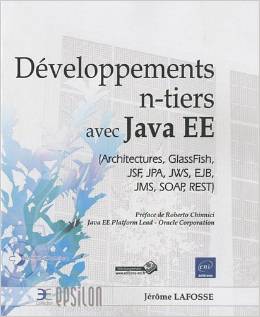 Développements
n-tiers
avec Java EE
(Architectures, GlassFish,
JSF, JPA, JWS, EJB,
JMS, SOAP, REST)
Préface de Roberto Chinnici
Java EE Platform Lead - Oracle Corporation
eni
EPSILON
Jérôme LAFOSSE